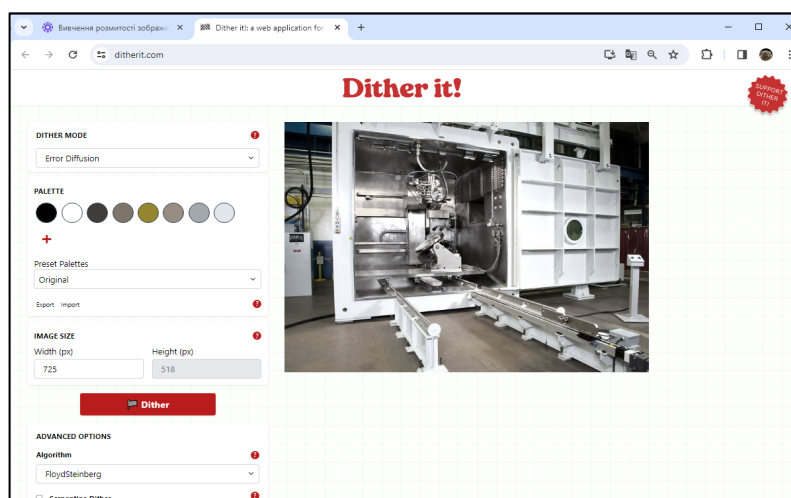 Вивчення розмитості зображ
Dither it!: a web application for
ditherit.com
Dither it!
SUPPORT
DITHER
IT!
DITHER MODE
?
Error Diffusion
PALETTE
Preset Palettes
Original
Export Import
?
IMAGE SIZE
?
Width (px) Height (px)
725 518
Dither
ADVANCED OPTIONS
Algorithm
?
FloydSteinberg
Serpentine Dither
?